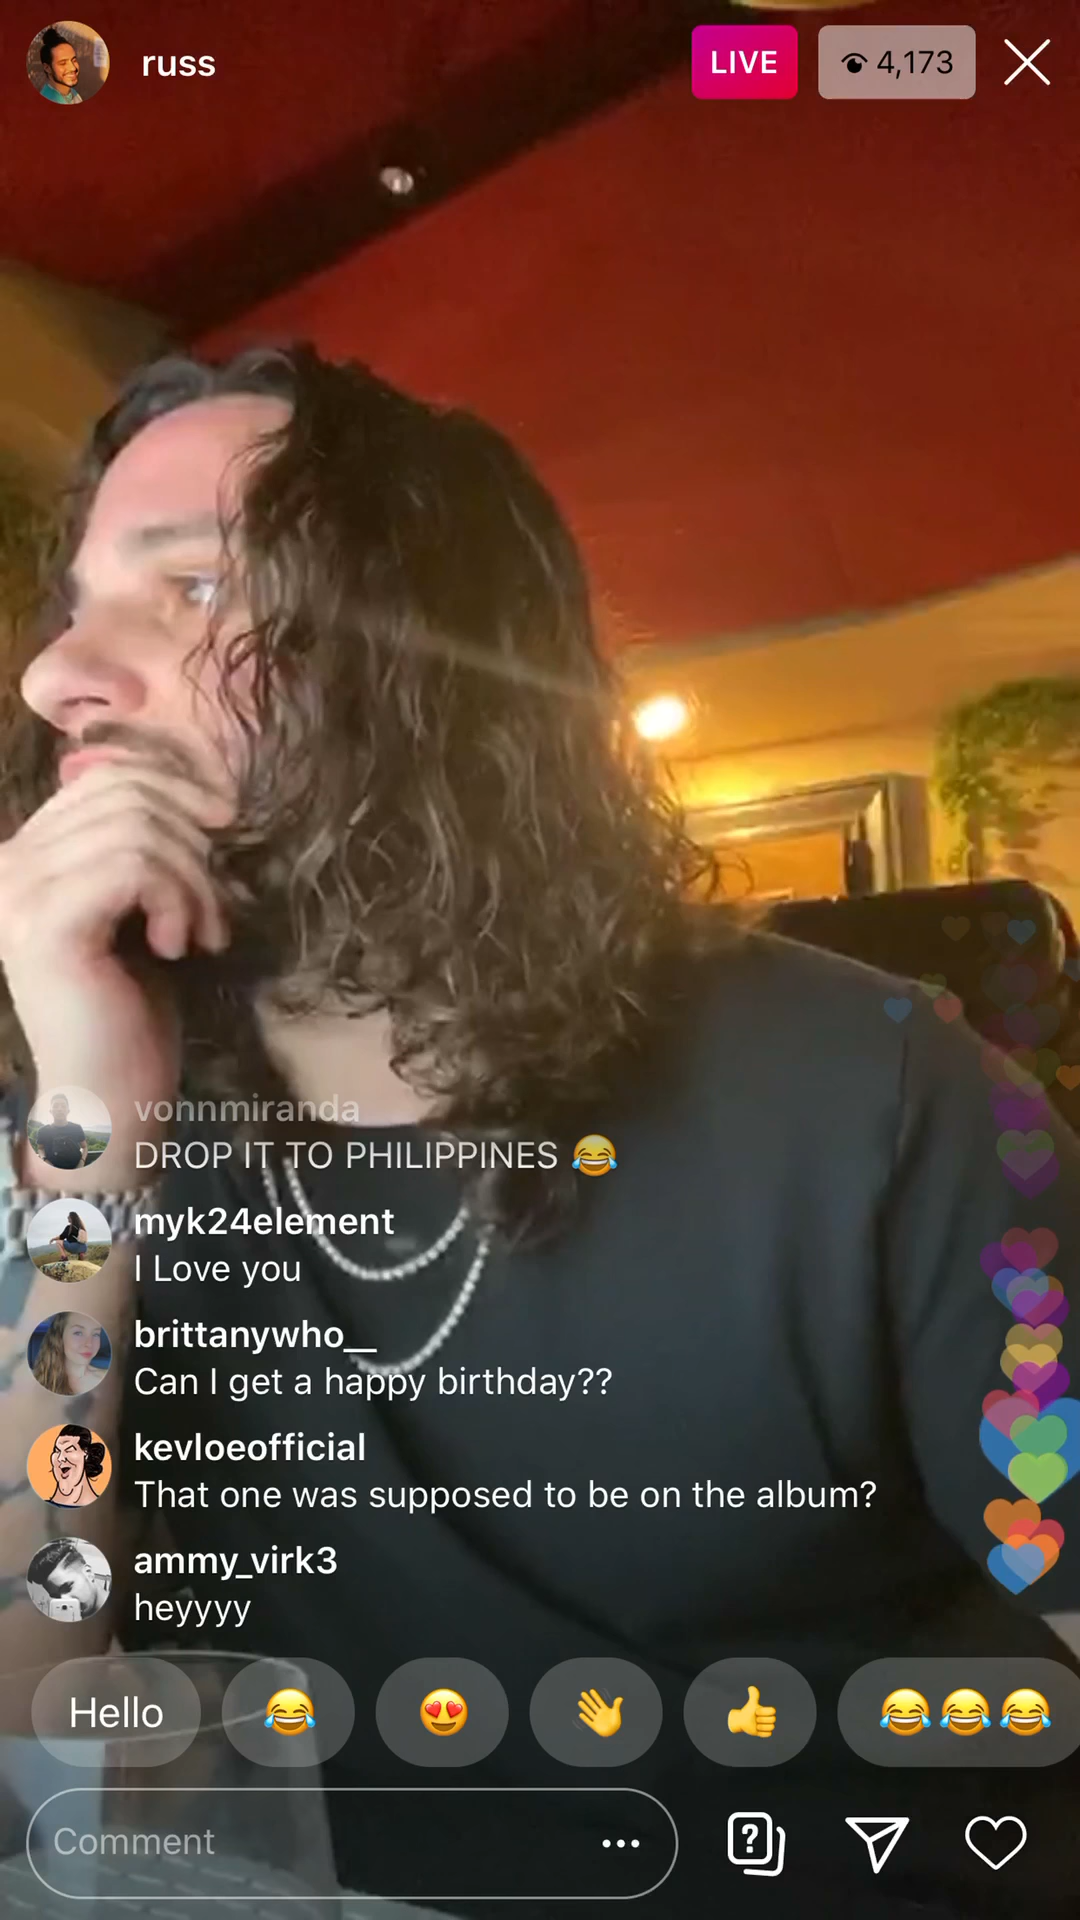 russ
LIVE
4,173
vonnmiranda
DROP IT TO PHILIPPINES 😂
myk24element
I Love you
brittanywho__
Can I get a happy birthday??
kevloeofficial
That one was supposed to be on the album?
ammy_virk3
heyyyy
Hello 😂 😍 👋 👍 😂😂😂
Comment